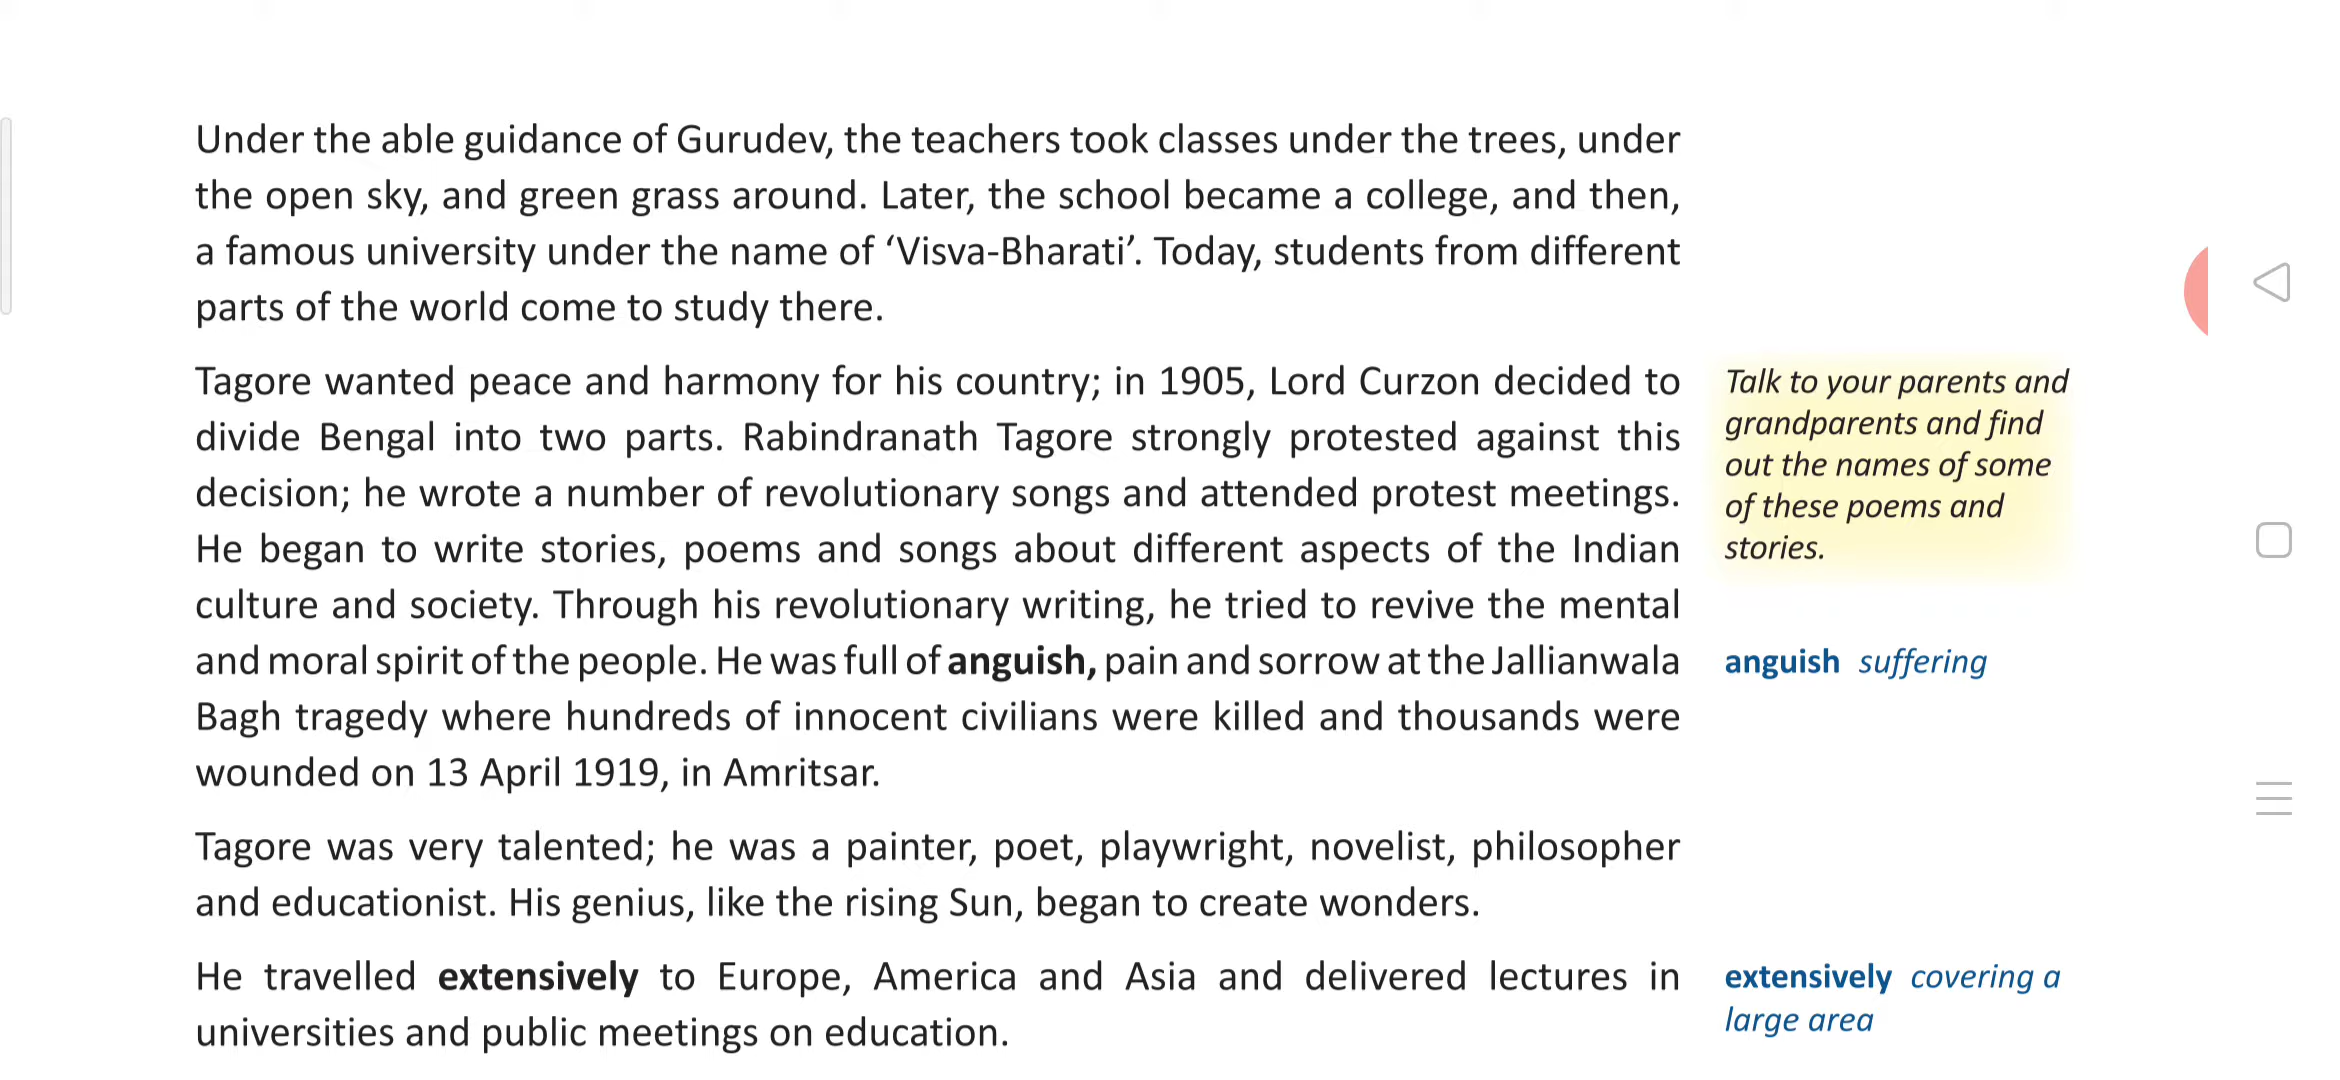 Under the able guidance of Gurudev, the teachers took classes under the trees, under
the open sky, and green grass around. Later, the school became a college, and then,
a famous university under the name of ‘Visva-Bharati’. Today, students from different
parts of the world come to study there.
Tagore wanted peace and harmony for his country; in 1905, Lord Curzon decided to
divide Bengal into two parts. Rabindranath Tagore strongly protested against this
decision; he wrote a number of revolutionary songs and attended protest meetings.
He began to write stories, poems and songs about different aspects of the Indian
culture and society. Through his revolutionary writing, he tried to revive the mental
and moral spirit of the people. He was full of anguish, pain and sorrow at the Jallianwala
Bagh tragedy where hundreds of innocent civilians were killed and thousands were
wounded on 13 April 1919, in Amritsar.
Talk to your parents and
grandparents and find
out the names of some
of these poems and
stories.
anguish suffering
Tagore was very talented; he was a painter, poet, playwright, novelist, philosopher
and educationist. His genius, like the rising Sun, began to create wonders.
He travelled extensively to Europe, America and Asia and delivered lectures in
universities and public meetings on education.
extensively covering a
large area